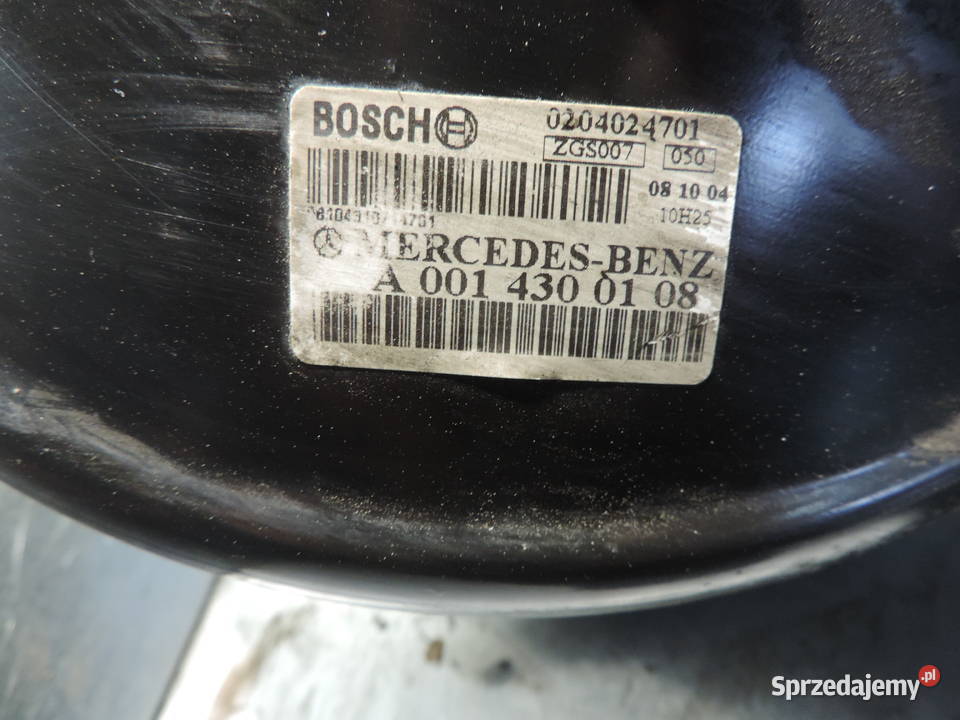 BOSCH 0204024701
ZGS007 050
08 10 04
10H25
MERCEDES-BENZ
A 001 430 01 08
Sprzedajemy.pl